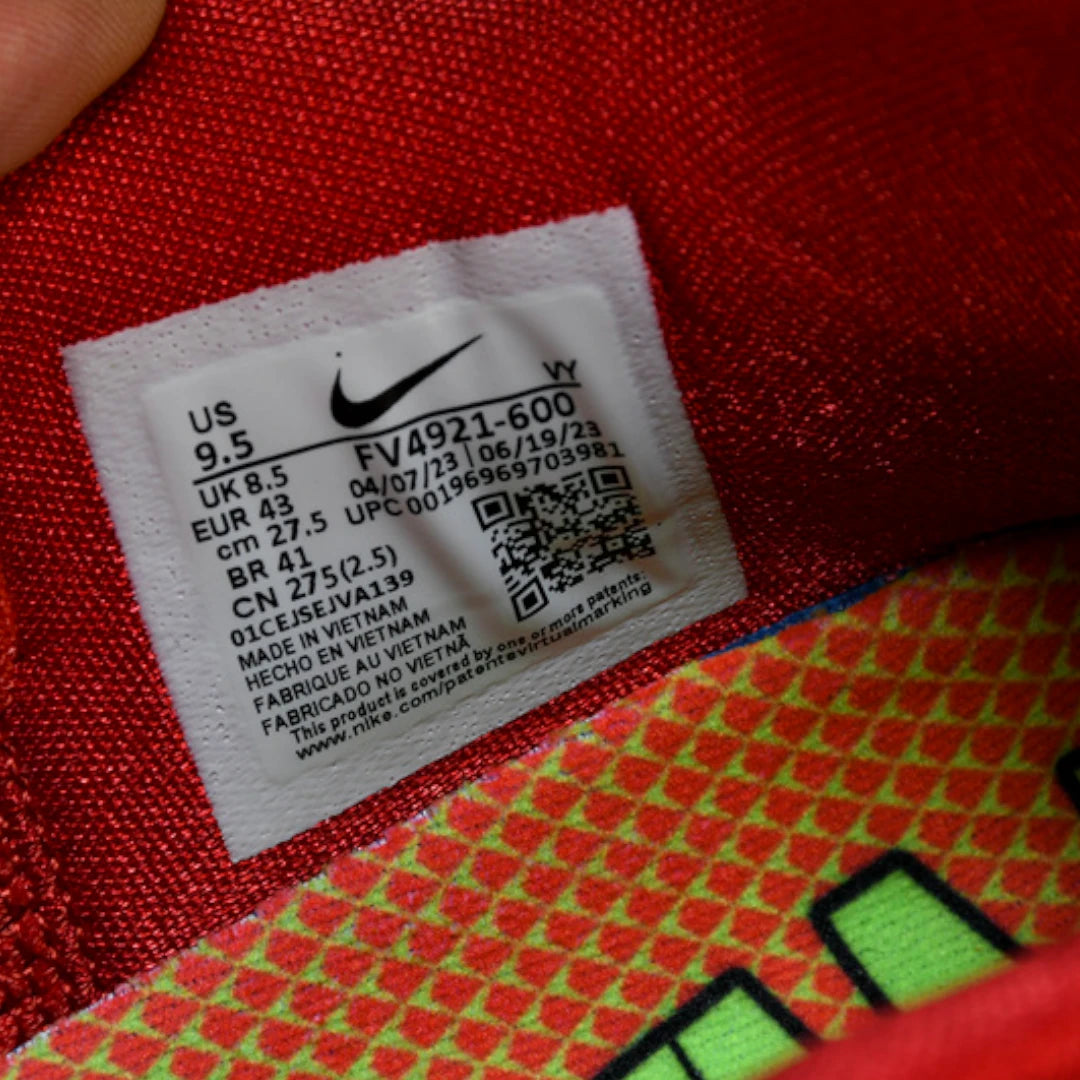 US
9.5
VY
UK 8.5
FV4921-600
EUR 43
04/07/23 | 06/19/23
cm 27.5
UPC 00196969703981
BR 41
CN 275(2.5)
01CEJSEJVA139
MADE IN VIETNAM
HECHO EN VIETNAM
FABRIQUE AU VIETNAM
FABRICADO NO VIETNÃ
This product is covered by one or more patents:
www.nike.com/patentevirtualmarking